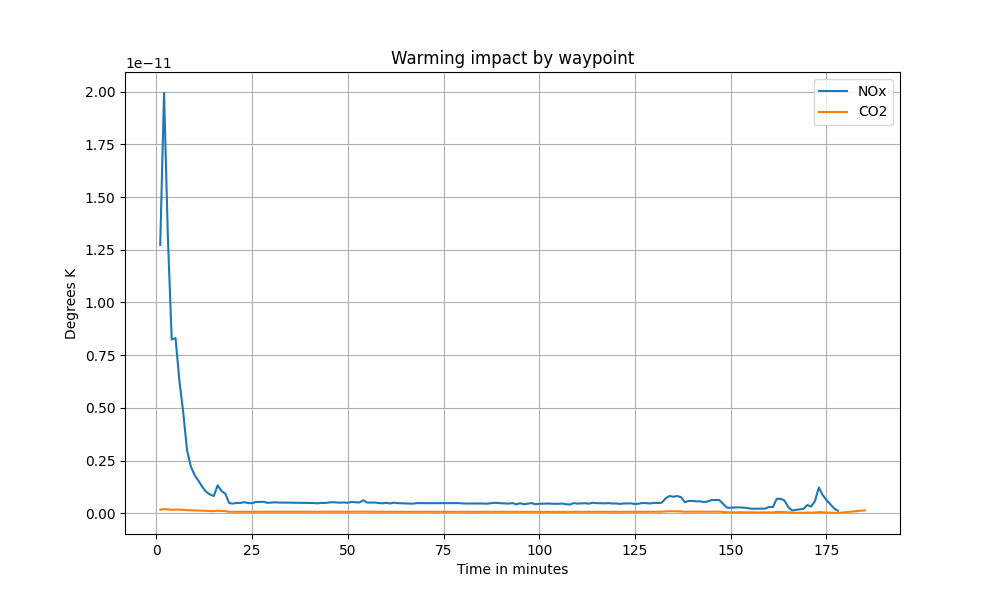 Warming impact by waypoint
1e−11
2.00
1.75
1.50
1.25
1.00
0.75
0.50
0.25
0.00
Degrees K
NOx
CO2
0 25 50 75 100 125 150 175
Time in minutes